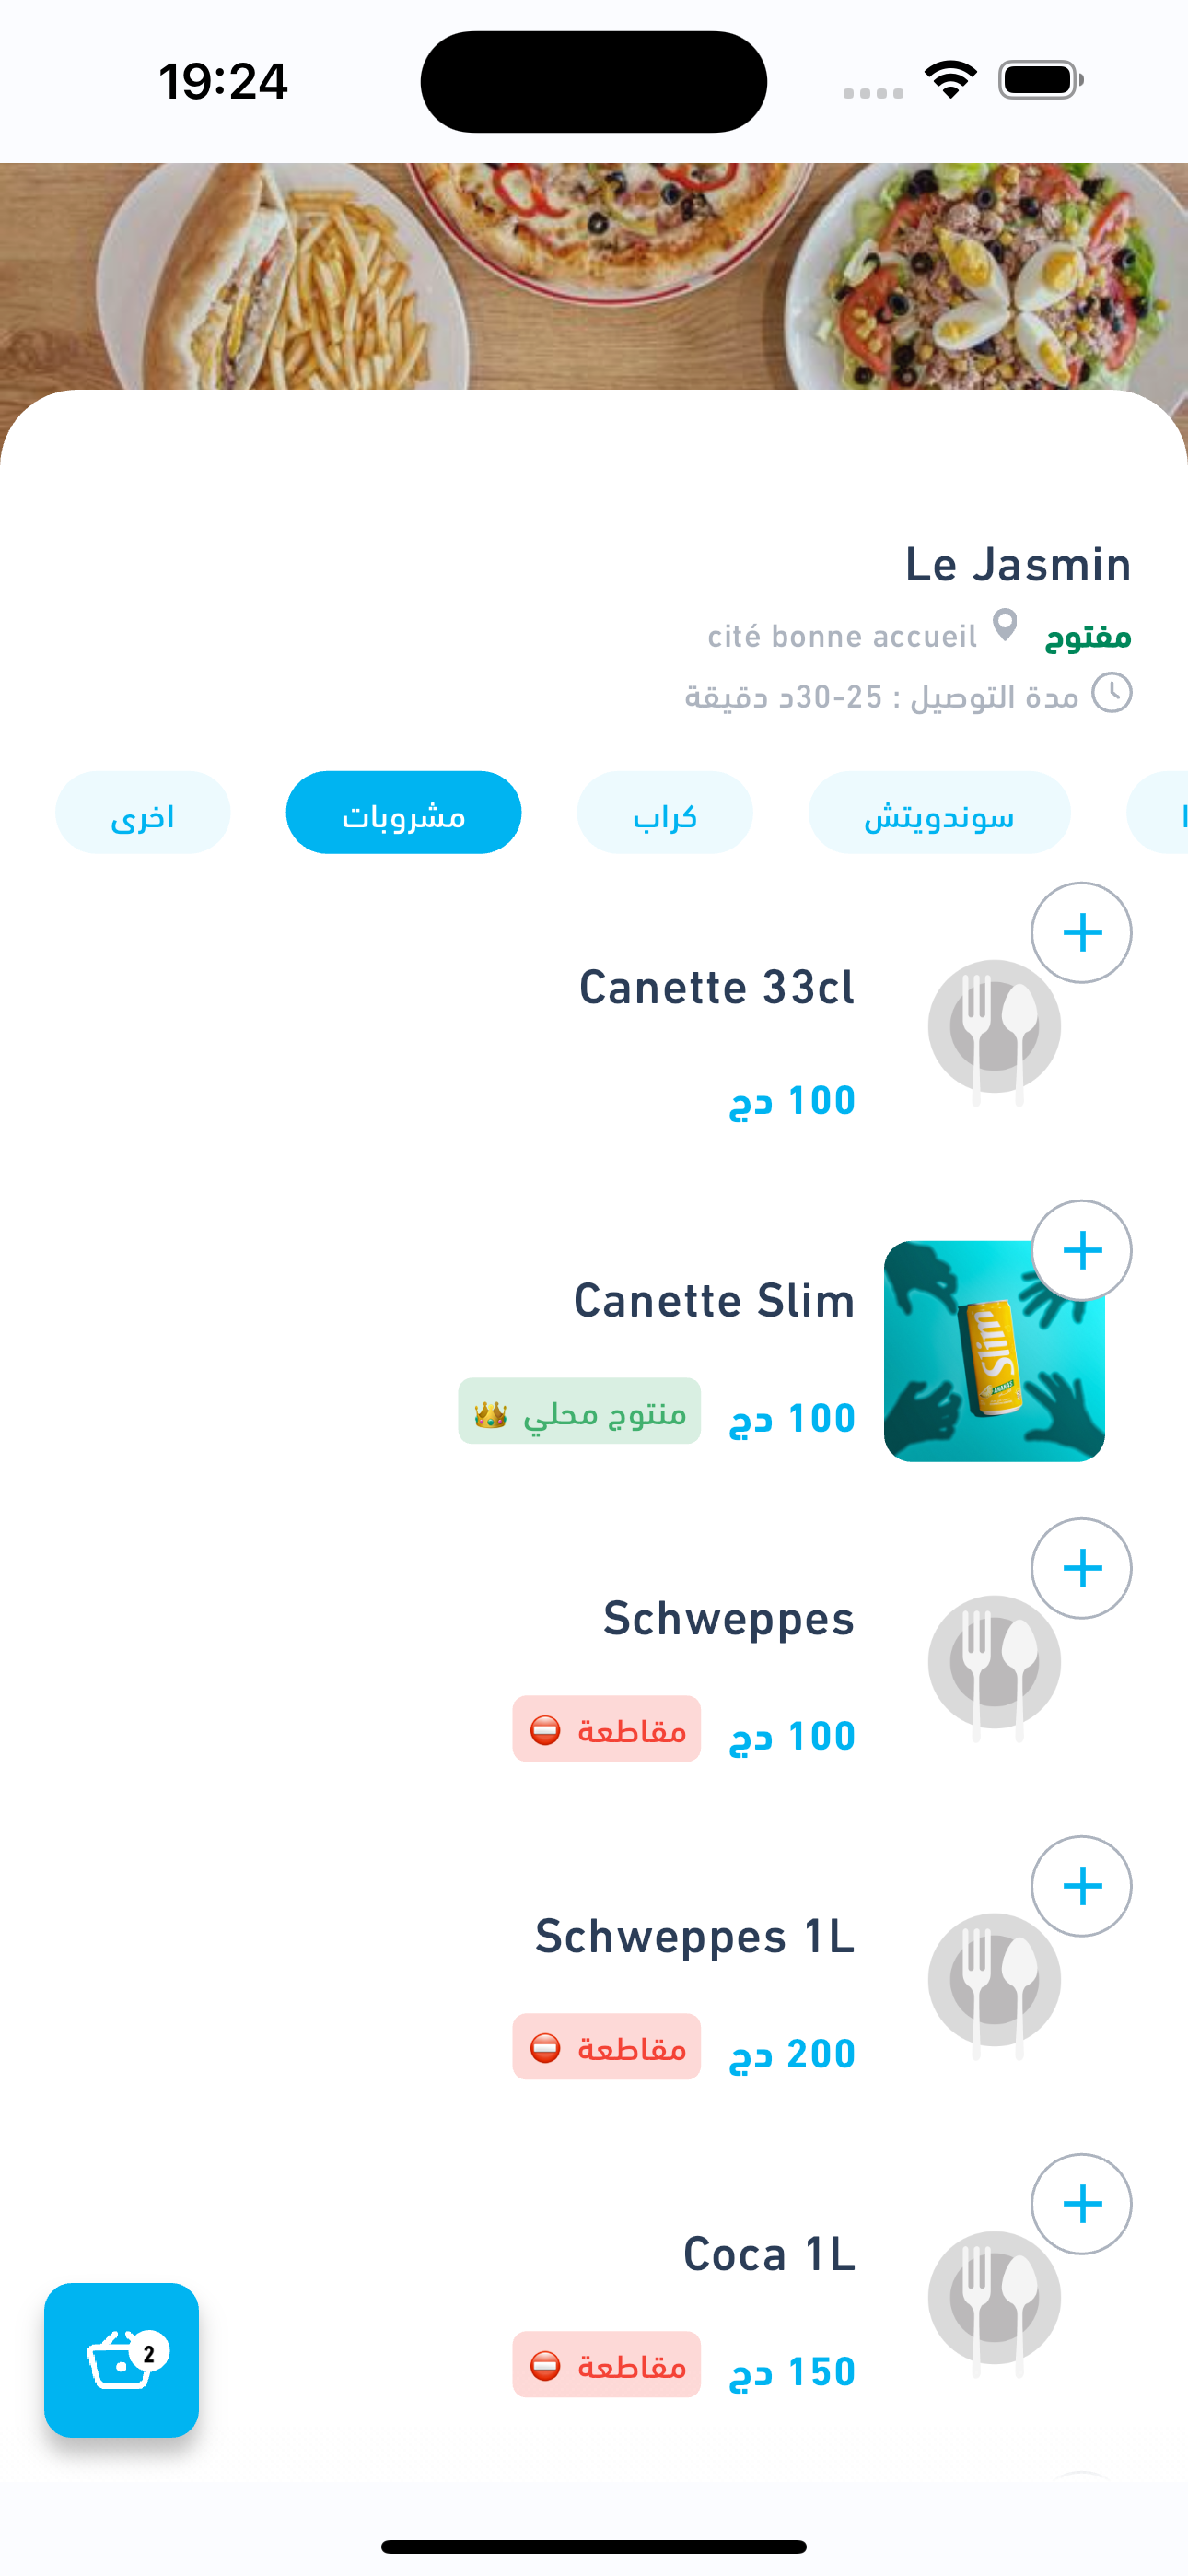 19:24
Le Jasmin
مفتوح cité bonne accueil
مدة التوصيل : 25-30د دقيقة
سوندويتش كراب مشروبات اخرى
Canette 33cl
100 دج
Canette Slim
100 دج منتوج محلي
Slim
Schweppes
100 دج مقاطعة
Schweppes 1L
200 دج مقاطعة
Coca 1L
150 دج مقاطعة
2